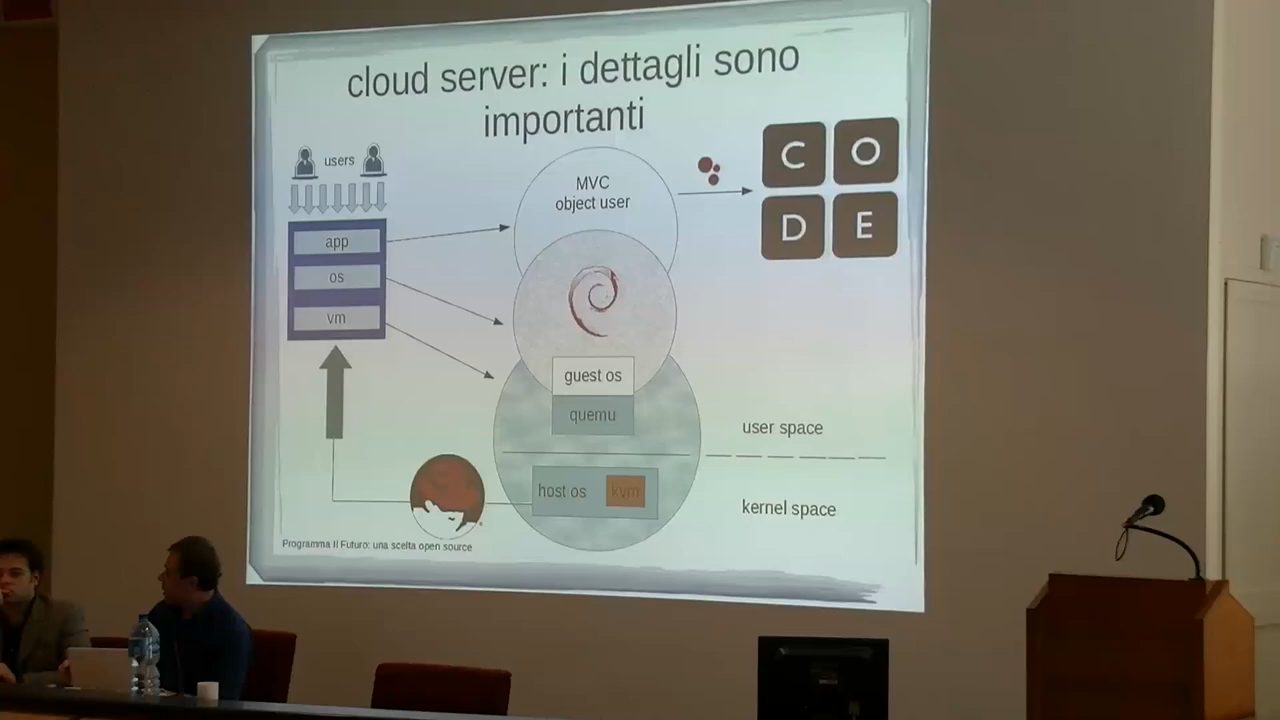 cloud server: i dettagli sono
importanti
users
app
os
vm
MVC
object user
C O
D E
guest os
quemu
user space
host os
kvm
kernel space
Programma Il Futuro: una scelta open source